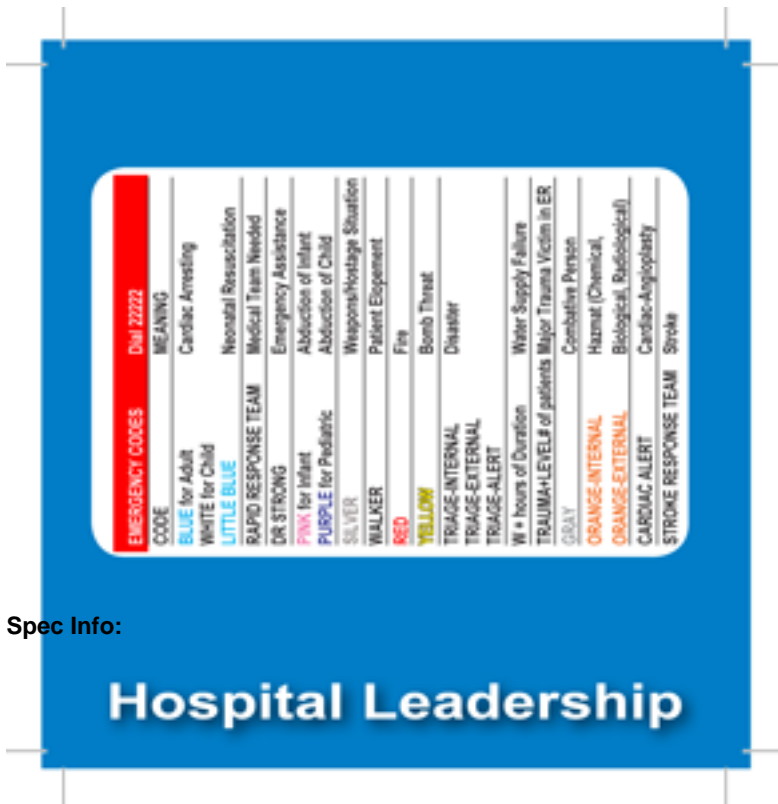 EMERGENCY CODES Dial 22222
CODE MEANING
BLUE for Adult Cardiac Arresting
WHITE for Child
LITTLE BLUE Neonatal Resuscitation
RAPID RESPONSE TEAM Medical Team Needed
DR STRONG Emergency Assistance
PINK for Infant Abduction of Infant
PURPLE for Pediatric Abduction of Child
SILVER Weapons/Hostage Situation
WALKER Patient Elopement
RED Fire
YELLOW Bomb Threat
TRIAGE-INTERNAL Disaster
TRIAGE-EXTERNAL
TRIAGE-ALERT
W + hours of Duration Water Supply Failure
TRAUMA+LEVEL# of patients Major Trauma Victim in ER
GRAY Combative Person
ORANGE-INTERNAL Hazmat (Chemical,
ORANGE-EXTERNAL Biological, Radiological)
CARDIAC ALERT Cardiac-Angioplasty
STROKE RESPONSE TEAM Stroke
Spec Info:
Hospital Leadership